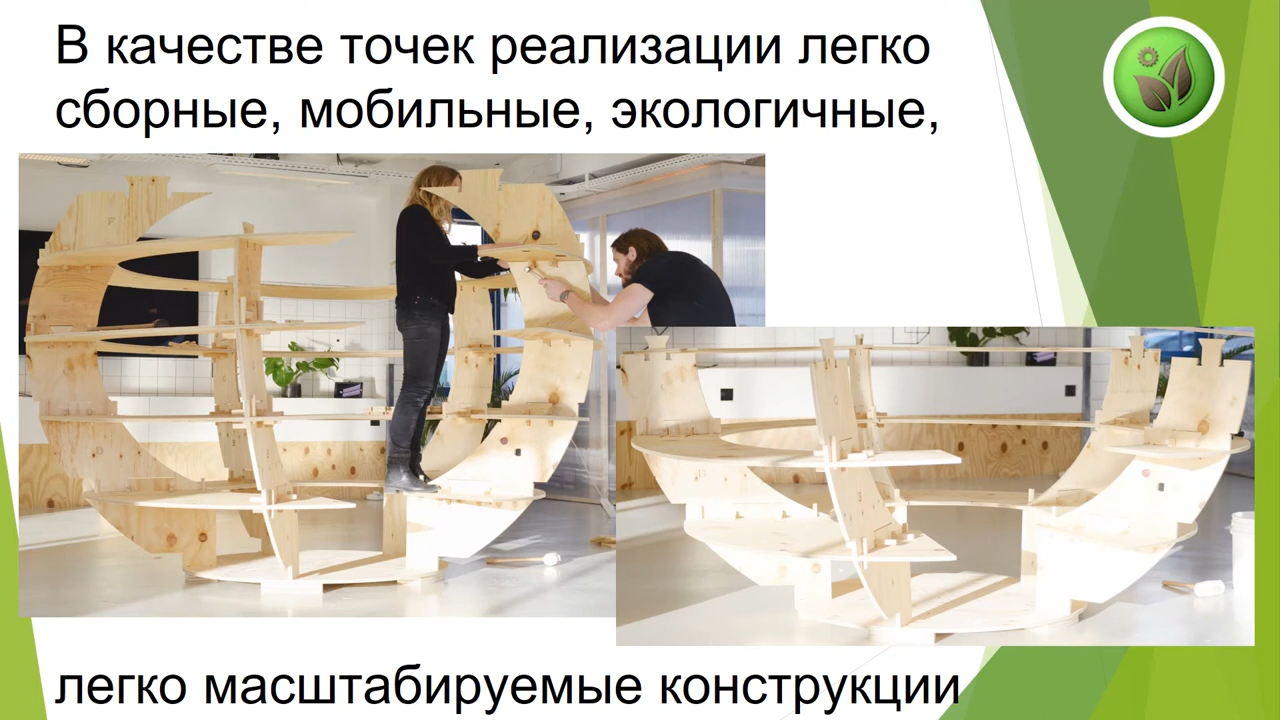 В качестве точек реализации легко
сборные, мобильные, экологичные,
легко масштабируемые конструкции